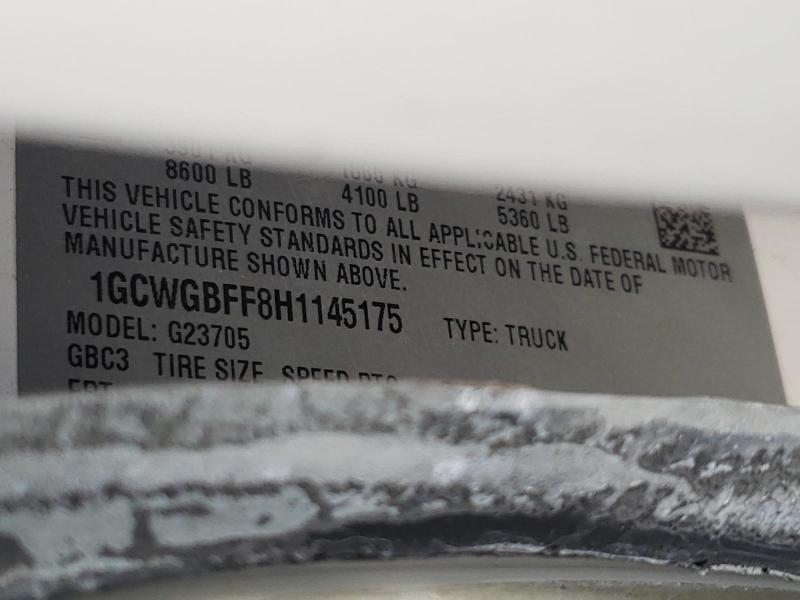 8600 LB 4100 LB 5360 LB
THIS VEHICLE CONFORMS TO ALL APPLICABLE U.S. FEDERAL MOTOR
VEHICLE SAFETY STANDARDS IN EFFECT ON THE DATE OF
MANUFACTURE SHOWN ABOVE.
1GCWGBFF8H1145175 TYPE: TRUCK
MODEL: G23705
GBC3 TIRE SIZE SPEED